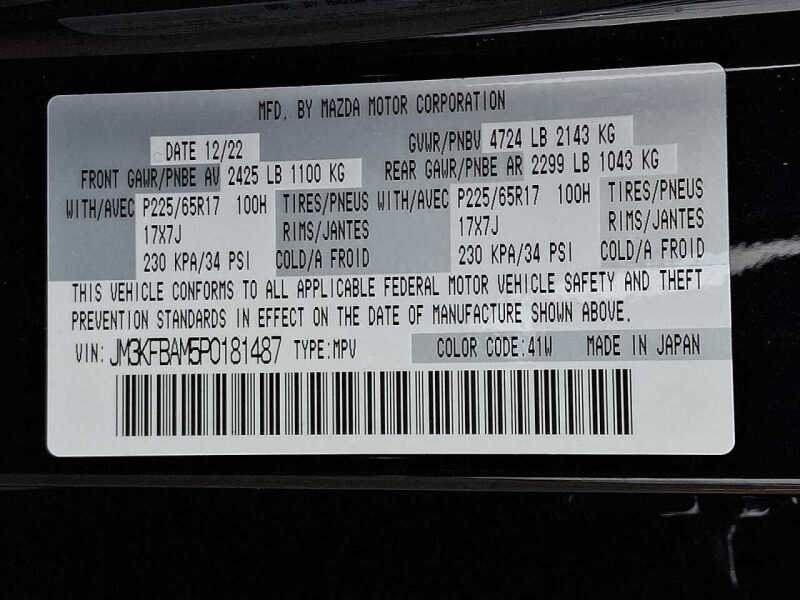 MFD. BY MAZDA MOTOR CORPORATION
DATE 12/22 GVWR/PNBV 4724 LB 2143 KG
FRONT GAWR/PNBE AV 2425 LB 1100 KG REAR GAWR/PNBE AR 2299 LB 1043 KG
WITH/AVEC P225/65R17 100H TIRES/PNEUS WITH/AVEC P225/65R17 100H TIRES/PNEUS
17X7J RIMS/JANTES 17X7J RIMS/JANTES
230 KPA/34 PSI COLD/A FROID 230 KPA/34 PSI COLD/A FROID
THIS VEHICLE CONFORMS TO ALL APPLICABLE FEDERAL MOTOR VEHICLE SAFETY AND THEFT
PREVENTION STANDARDS IN EFFECT ON THE DATE OF MANUFACTURE SHOWN ABOVE.
VIN: JM3KFBAM5P0181487 TYPE:MPV COLOR CODE:41W MADE IN JAPAN